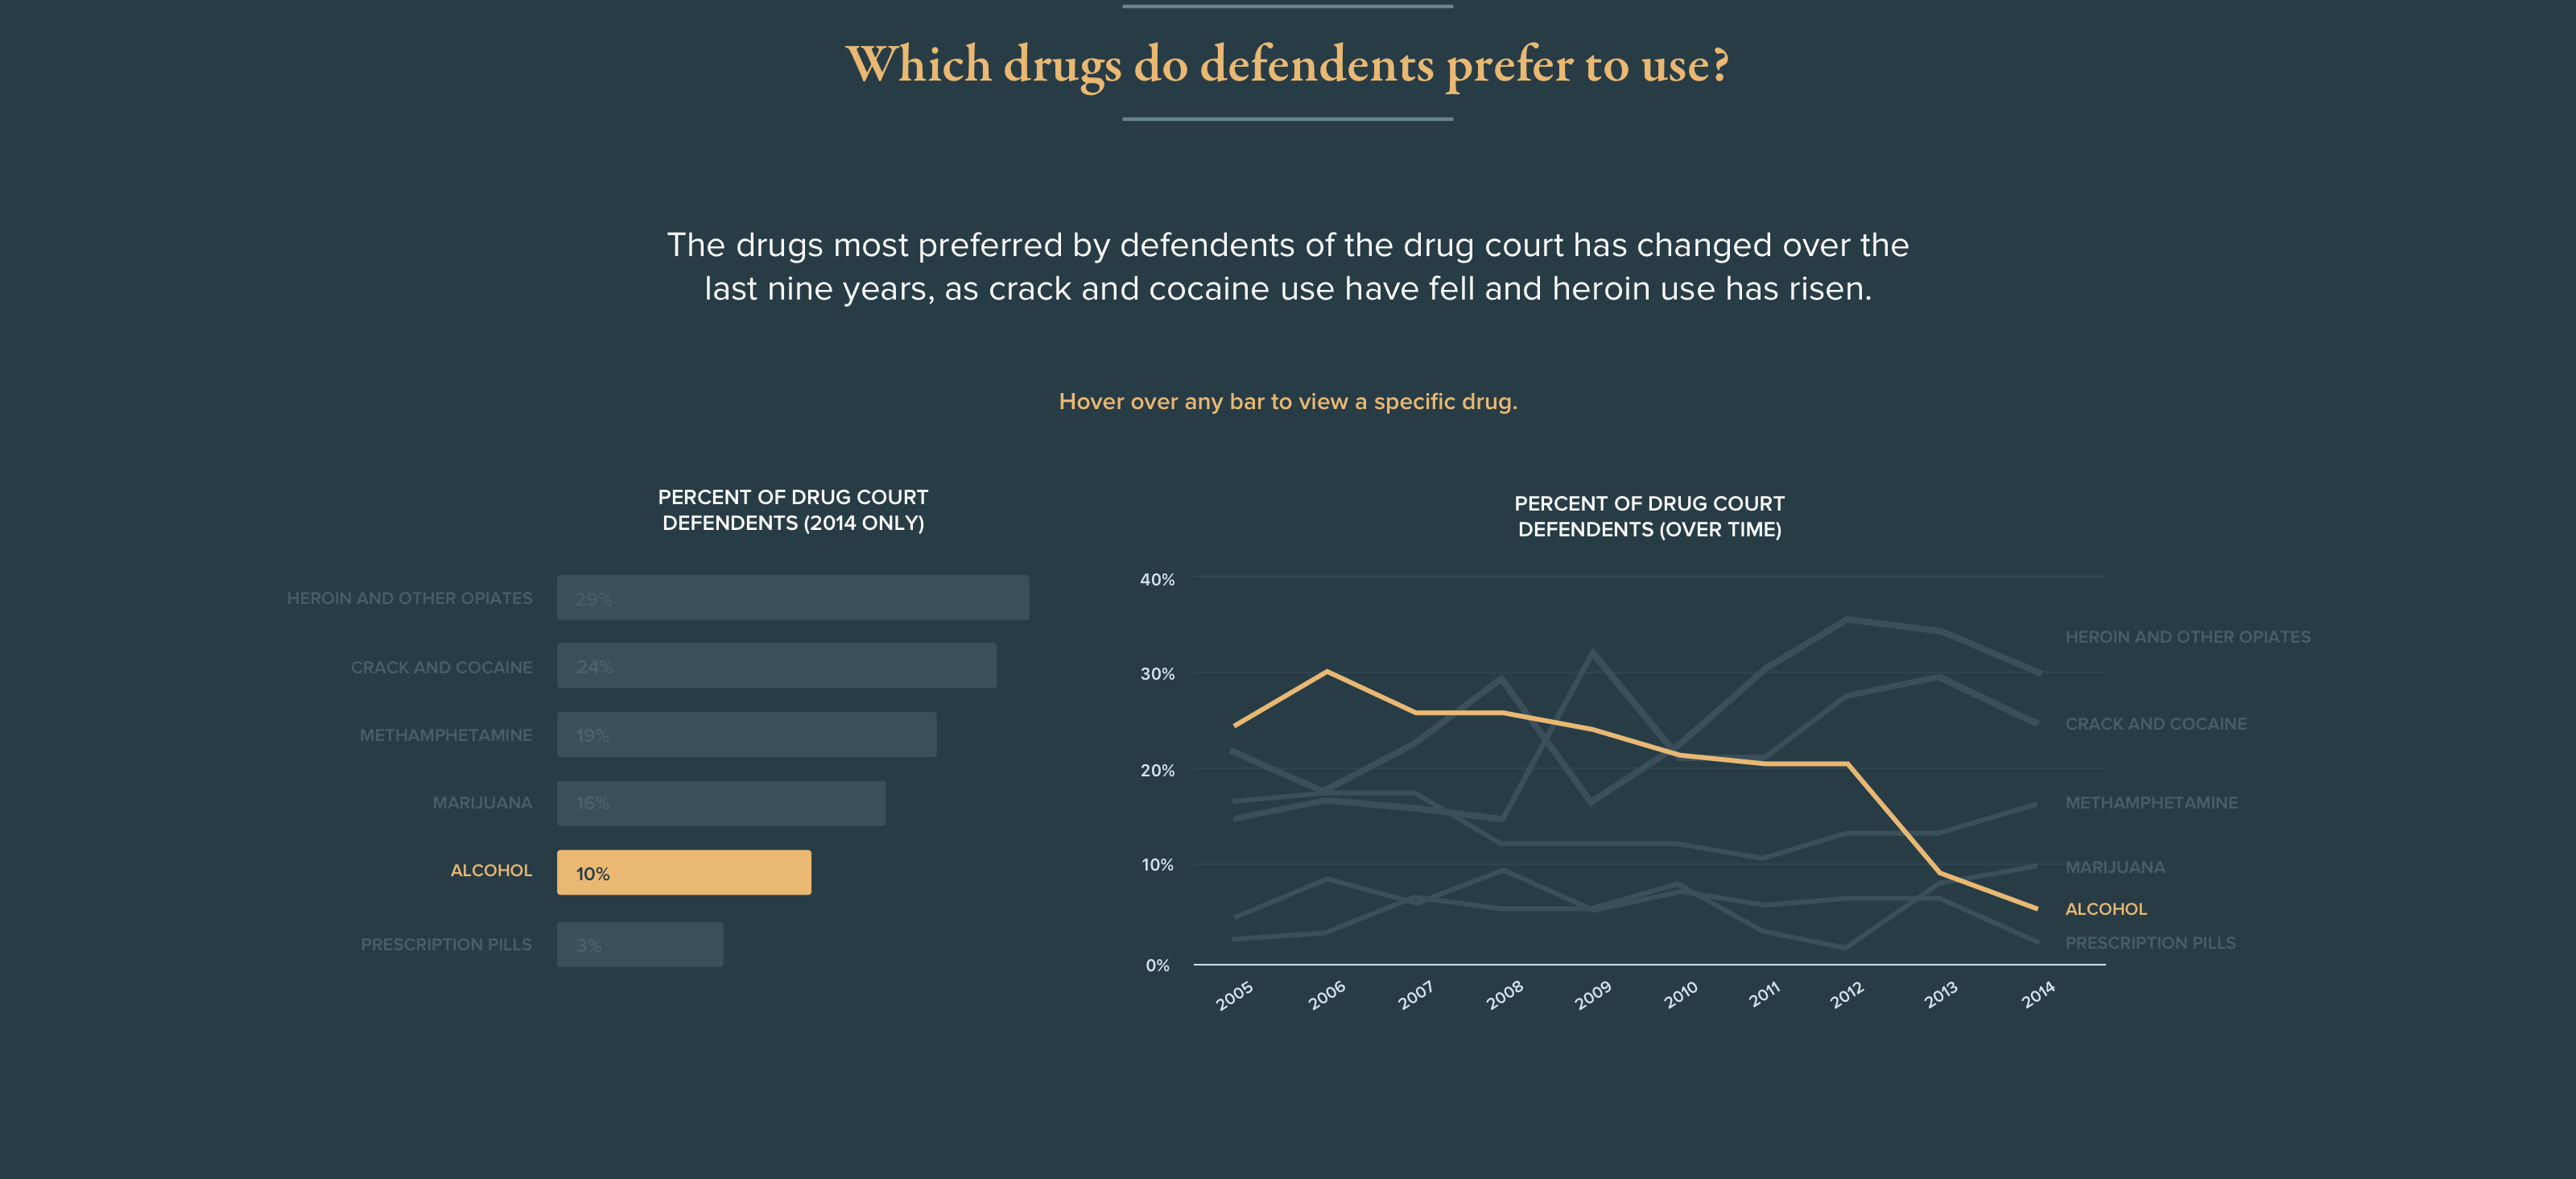 Which drugs do defendents prefer to use?
The drugs most preferred by defendents of the drug court has changed over the
last nine years, as crack and cocaine use have fell and heroin use has risen.
Hover over any bar to view a specific drug.
PERCENT OF DRUG COURT
DEFENDENTS (2014 ONLY)
HEROIN AND OTHER OPIATES 29%
CRACK AND COCAINE 24%
METHAMPHETAMINE 19%
MARIJUANA 16%
ALCOHOL 10%
PRESCRIPTION PILLS 3%
PERCENT OF DRUG COURT
DEFENDENTS (OVER TIME)
40%
30%
20%
10%
0%
HEROIN AND OTHER OPIATES
CRACK AND COCAINE
METHAMPHETAMINE
MARIJUANA
ALCOHOL
PRESCRIPTION PILLS
2005 2006 2007 2008 2009 2010 2011 2012 2013 2014